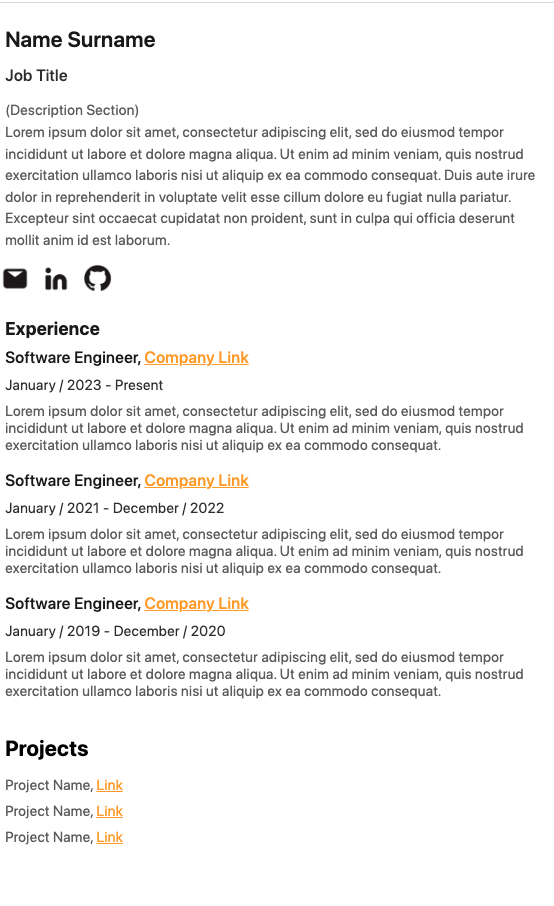 Name Surname
Job Title
(Description Section)
Lorem ipsum dolor sit amet, consectetur adipiscing elit, sed do eiusmod tempor
incididunt ut labore et dolore magna aliqua. Ut enim ad minim veniam, quis nostrud
exercitation ullamco laboris nisi ut aliquip ex ea commodo consequat. Duis aute irure
dolor in reprehenderit in voluptate velit esse cillum dolore eu fugiat nulla pariatur.
Excepteur sint occaecat cupidatat non proident, sunt in culpa qui officia deserunt
mollit anim id est laborum.
in
Experience
Software Engineer, Company Link
January / 2023 - Present
Lorem ipsum dolor sit amet, consectetur adipiscing elit, sed do eiusmod tempor
incididunt ut labore et dolore magna aliqua. Ut enim ad minim veniam, quis nostrud
exercitation ullamco laboris nisi ut aliquip ex ea commodo consequat.
Software Engineer, Company Link
January / 2021 - December / 2022
Lorem ipsum dolor sit amet, consectetur adipiscing elit, sed do eiusmod tempor
incididunt ut labore et dolore magna aliqua. Ut enim ad minim veniam, quis nostrud
exercitation ullamco laboris nisi ut aliquip ex ea commodo consequat.
Software Engineer, Company Link
January / 2019 - December / 2020
Lorem ipsum dolor sit amet, consectetur adipiscing elit, sed do eiusmod tempor
incididunt ut labore et dolore magna aliqua. Ut enim ad minim veniam, quis nostrud
exercitation ullamco laboris nisi ut aliquip ex ea commodo consequat.
Projects
Project Name, Link
Project Name, Link
Project Name, Link